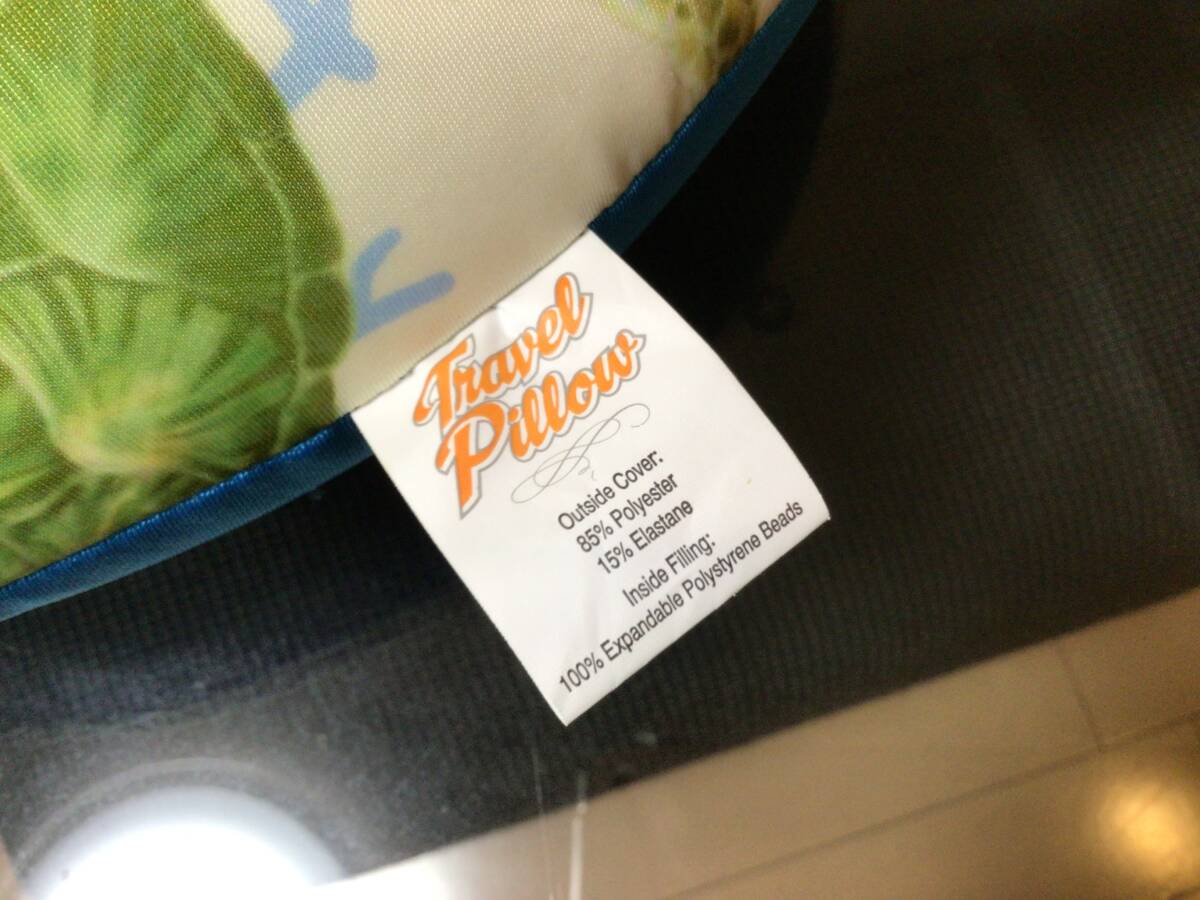 Travel
Pillow
Outside Cover:
85% Polyester
15% Elastane
Inside Filling:
100% Expandable Polystyrene Beads